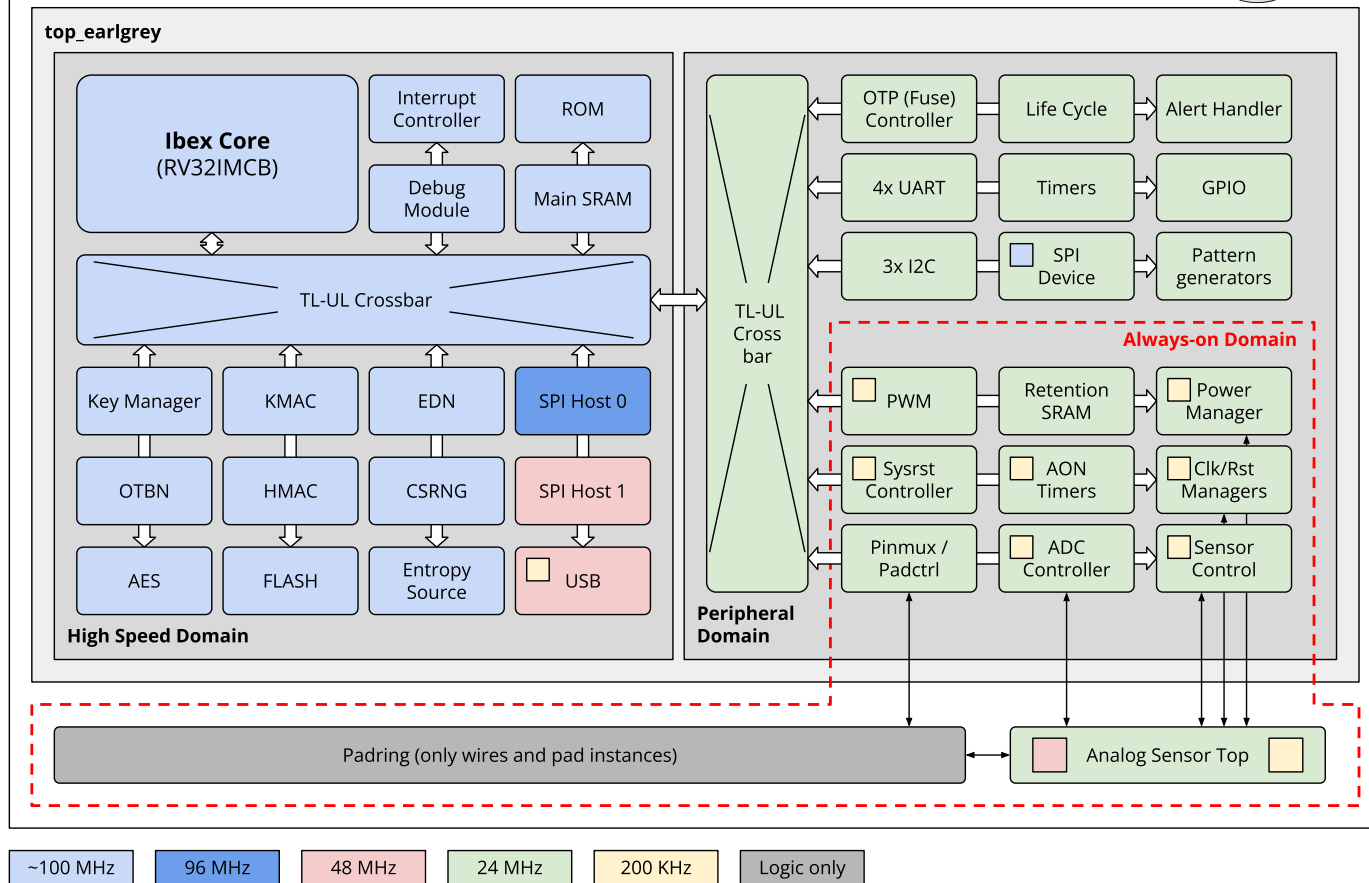 top_earlgrey
Ibex Core
(RV32IMCB)
Interrupt
Controller
ROM
Debug
Module
Main SRAM
TL-UL Crossbar
Key Manager
KMAC
EDN
SPI Host 0
OTBN
HMAC
CSRNG
SPI Host 1
AES
FLASH
Entropy
Source
USB
High Speed Domain
TL-UL
Cross
bar
OTP (Fuse)
Controller
Life Cycle
Alert Handler
4x UART
Timers
GPIO
3x I2C
SPI
Device
Pattern
generators
Always-on Domain
PWM
Retention
SRAM
Power
Manager
Sysrst
Controller
AON
Timers
Clk/Rst
Managers
Pinmux /
Padctrl
ADC
Controller
Sensor
Control
Peripheral
Domain
Padring (only wires and pad instances)
Analog Sensor Top
~100 MHz
96 MHz
48 MHz
24 MHz
200 KHz
Logic only